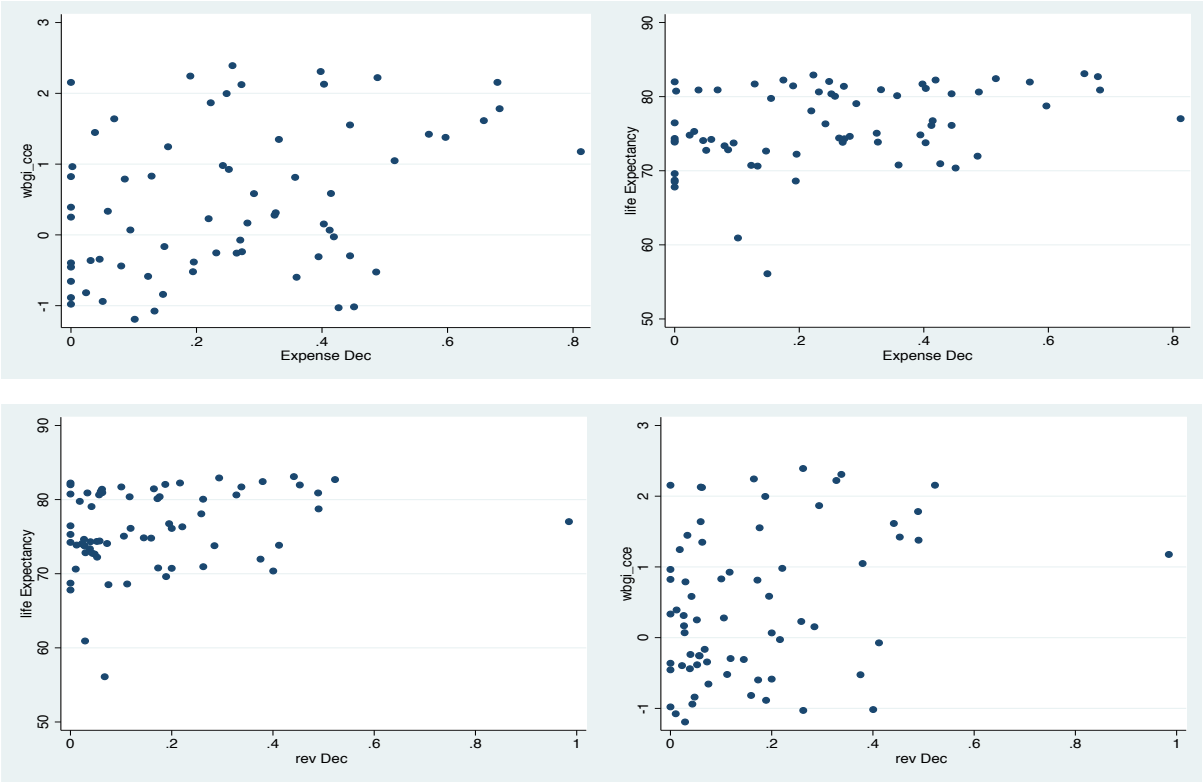 3
2
1
0
-1
wbgi_cce
0 .2 .4 .6 .8
Expense Dec
90
80
70
60
50
life Expectancy
0 .2 .4 .6 .8
Expense Dec
90
80
70
60
50
life Expectancy
0 .2 .4 .6 .8 1
rev Dec
3
2
1
0
-1
wbgi_cce
0 .2 .4 .6 .8 1
rev Dec